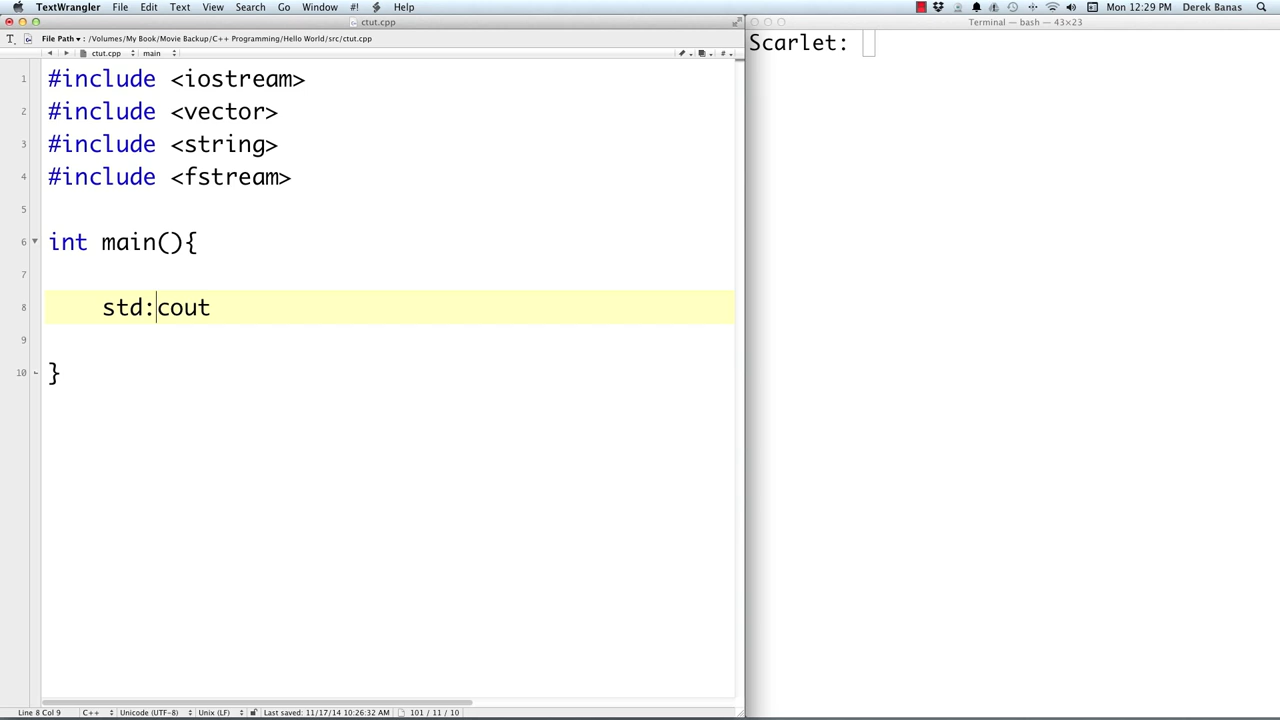 TextWrangler File Edit Text View Search Go Window #! Help Mon 12:29 PM Derek Banas
ctut.cpp
Terminal — bash — 43×23
File Path ▾ : /Volumes/My Book/Movie Backup/C++ Programming/Hello World/src/ctut.cpp
ctut.cpp main
Scarlet:
1 #include <iostream>
2 #include <vector>
3 #include <string>
4 #include <fstream>
5
6 int main(){
7
8 std:cout
9
10 }
Line 8 Col 9 C++ Unicode (UTF-8) Unix (LF) Last saved: 11/17/14 10:26:32 AM 101 / 11 / 10